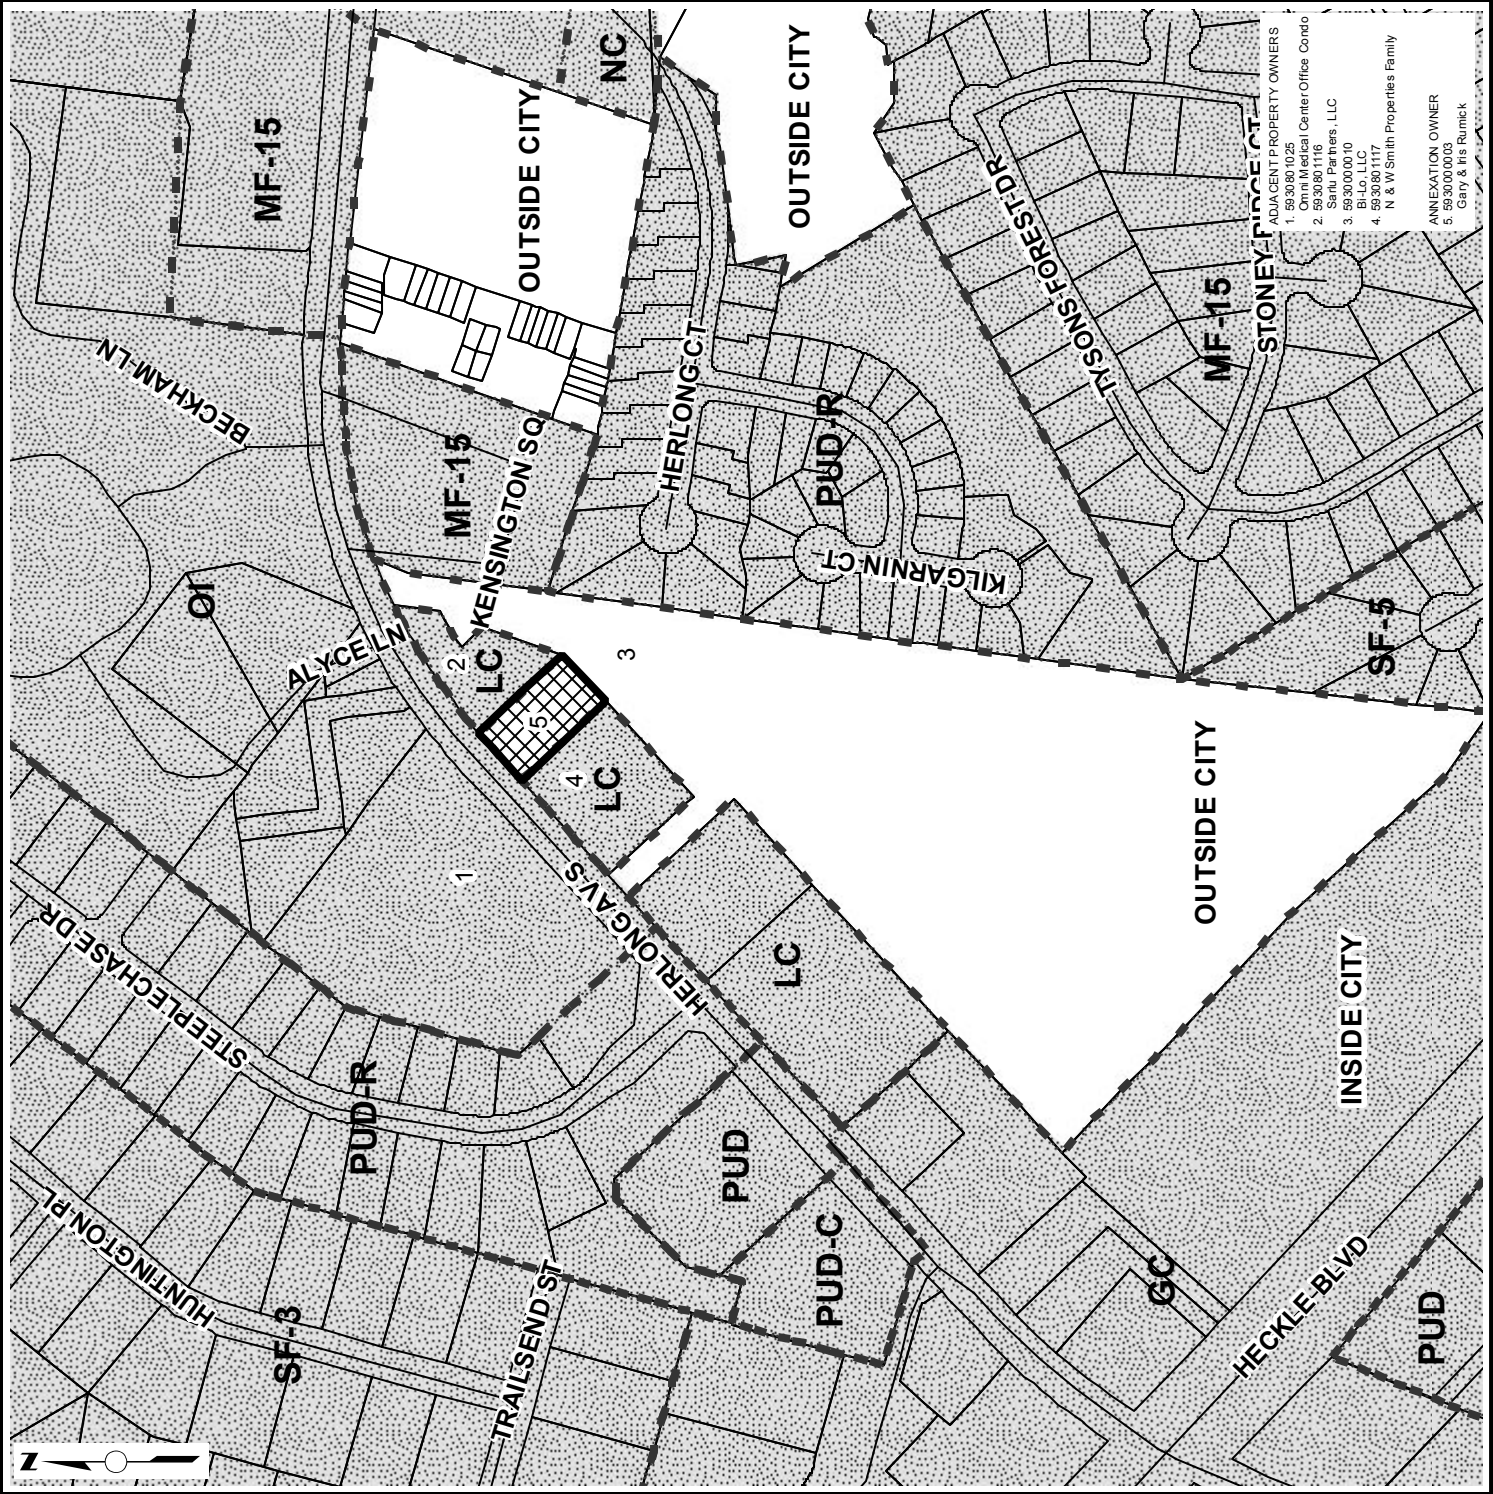 MF-15
OUTSIDE CITY
NC
OUTSIDE CITY
BECKHAM LN
MF-15
KENSINGTON SQ
HERLONG CT
PUD-R
KILGARNIN CT
TYSONS FOREST DR
MF-15
STONEY RIDGE CT
ADJACENT PROPERTY OWNERS
1. 5930801025
Omni Medical Center Office Condo
2. 5930801116
Sarlu Partners, LLC
3. 5930000010
Bi-Lo, LLC
4. 5930801117
N & W Smith Properties Family
ANNEXATION OWNER
5. 5930000003
Gary & Iris Rumick
OI
ALYCE LN
2
LC
3
5
4
LC
SF-5
1
OUTSIDE CITY
HERLONG AV S
STEEPLECHASE DR
LC
INSIDE CITY
PUD-R
PUD
PUD-C
HUNTINGTON PL
SF-3
TRAILSEND ST
GC
HECKLE BLVD
PUD
N